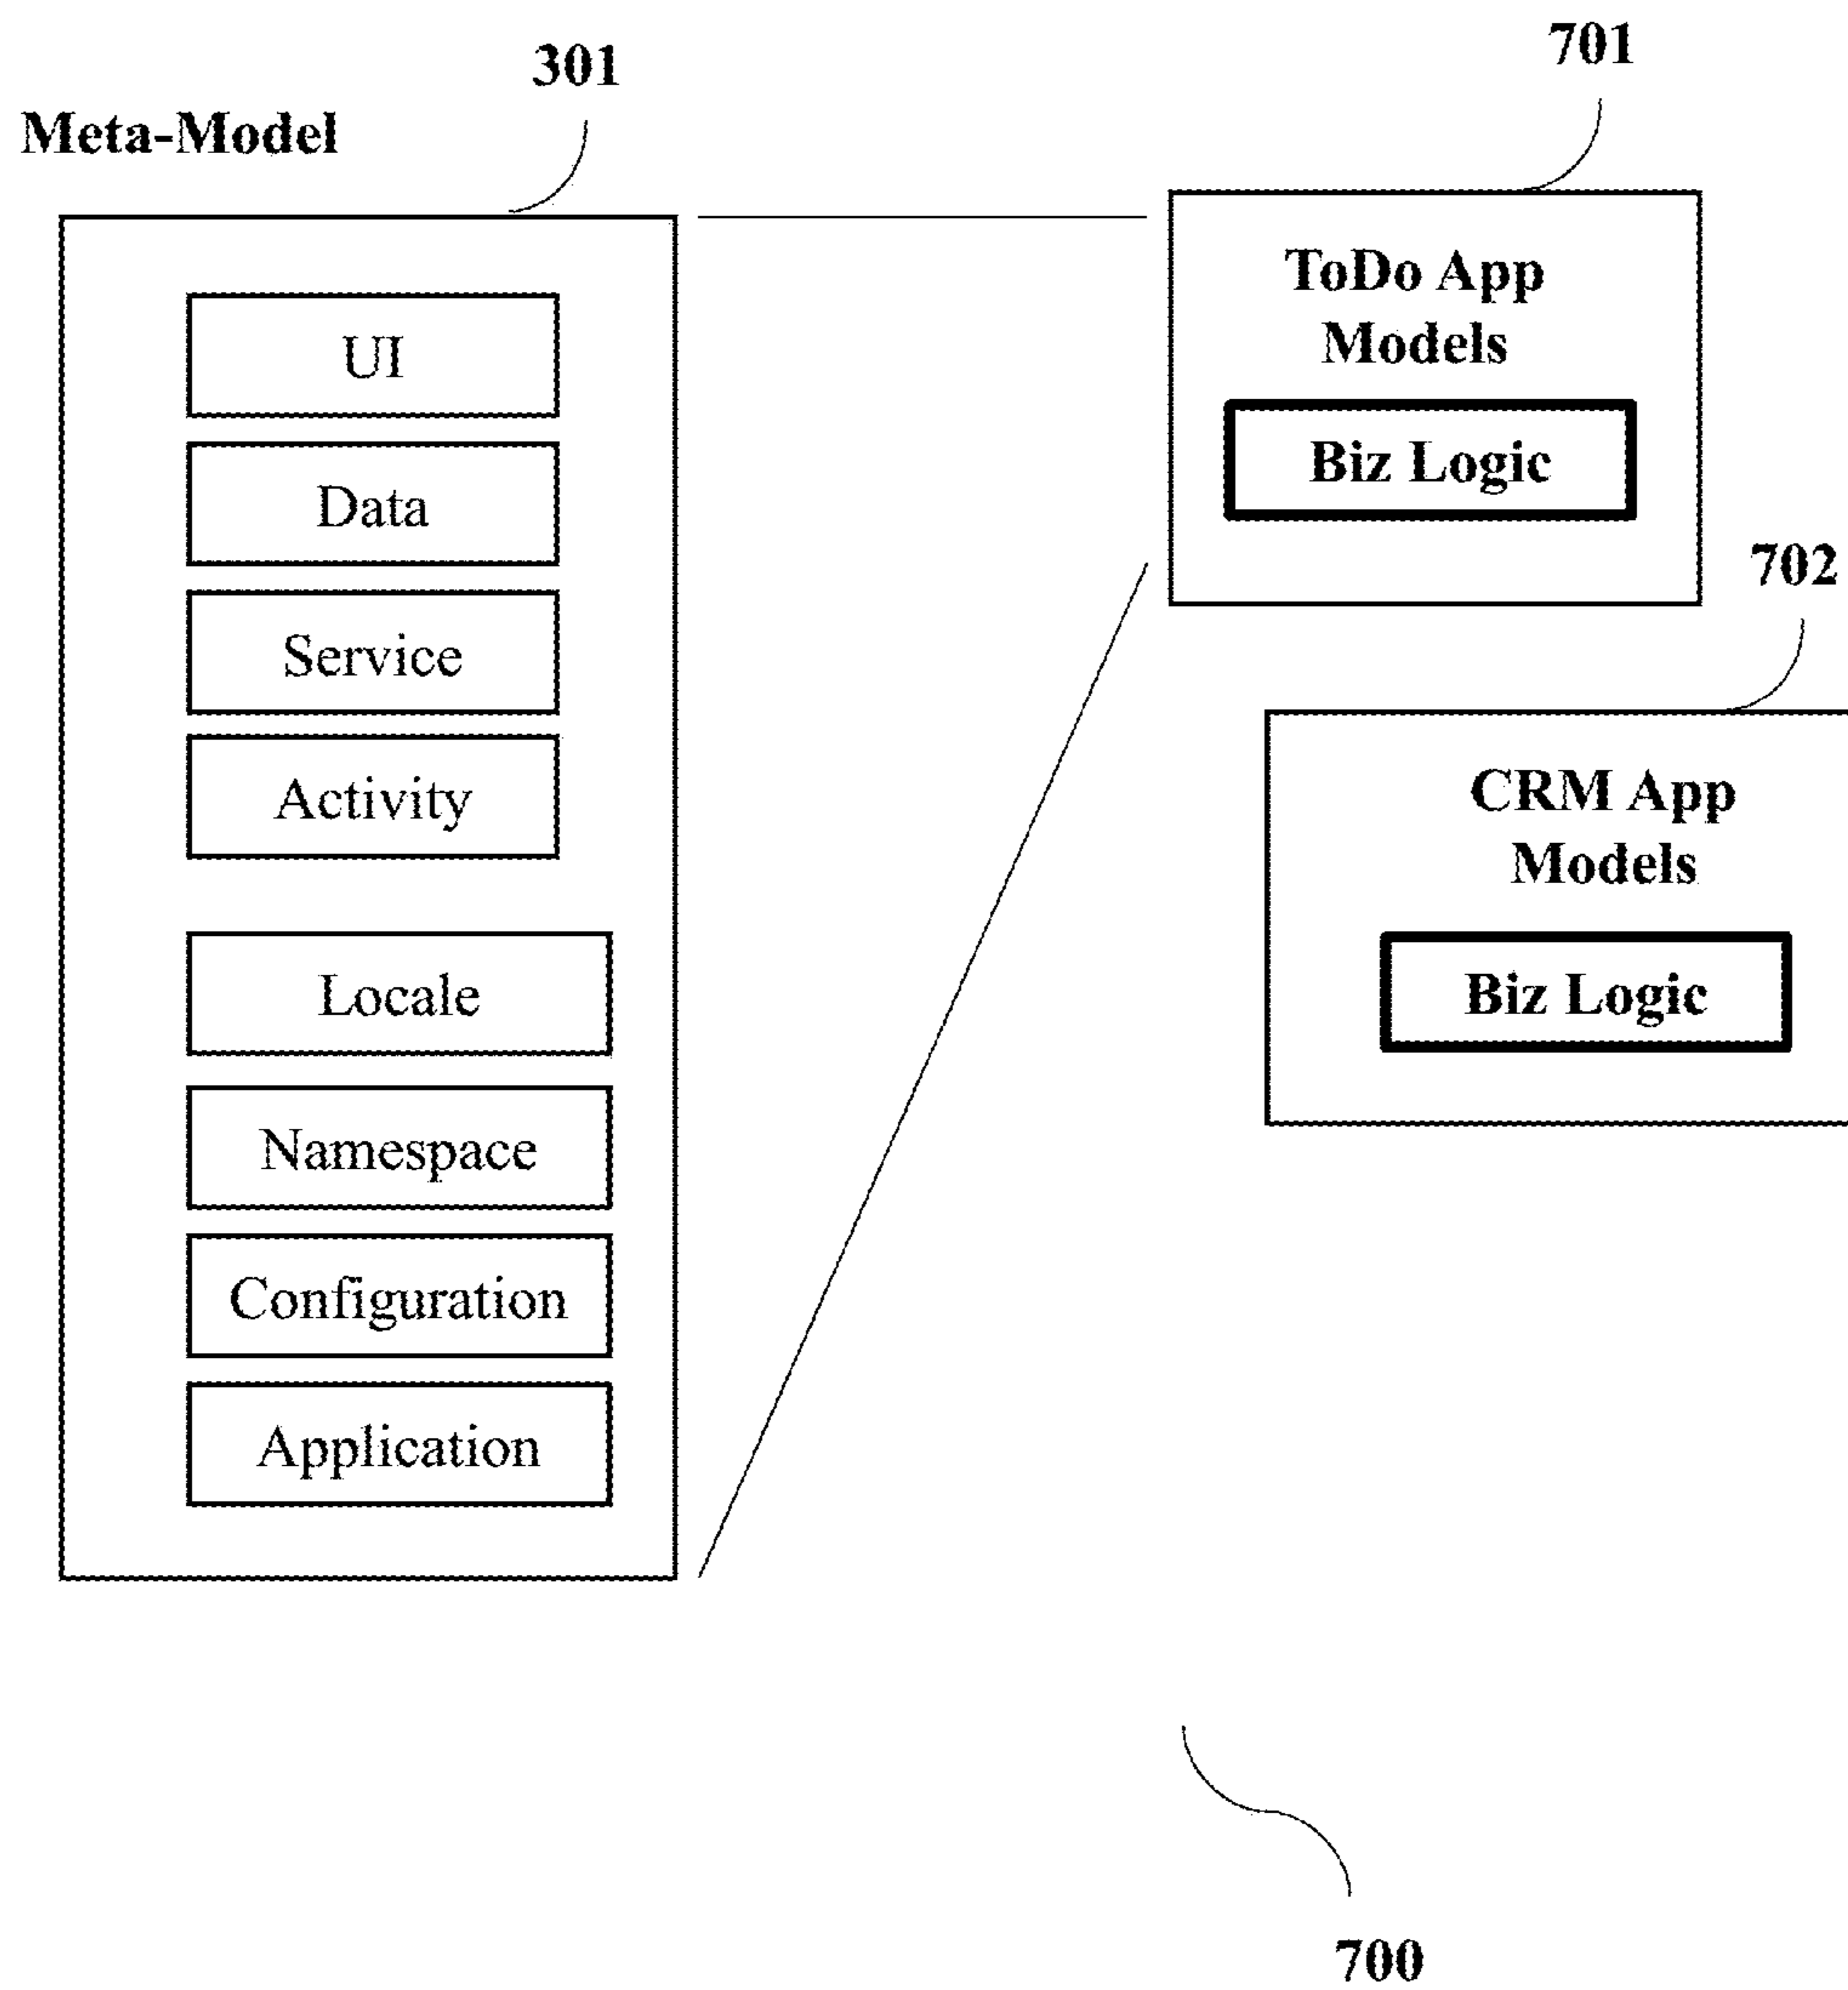 301
Meta-Model
UI
Data
Service
Activity
Locale
Namespace
Configuration
Application
701
ToDo App
Models
Biz Logic
702
CRM App
Models
Biz Logic
700